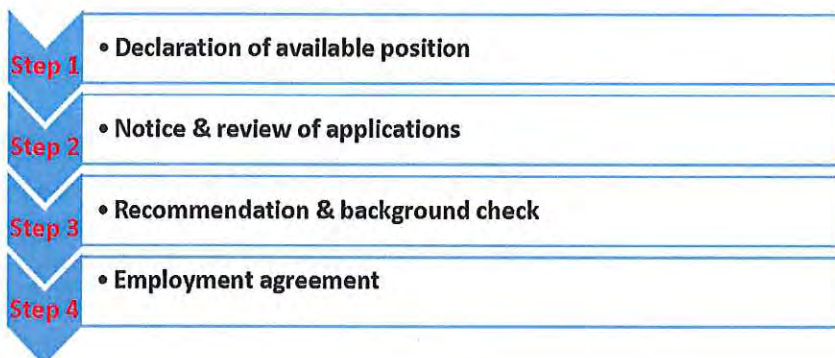 Step 1
• Declaration of available position
Step 2
• Notice & review of applications
Step 3
• Recommendation & background check
Step 4
• Employment agreement